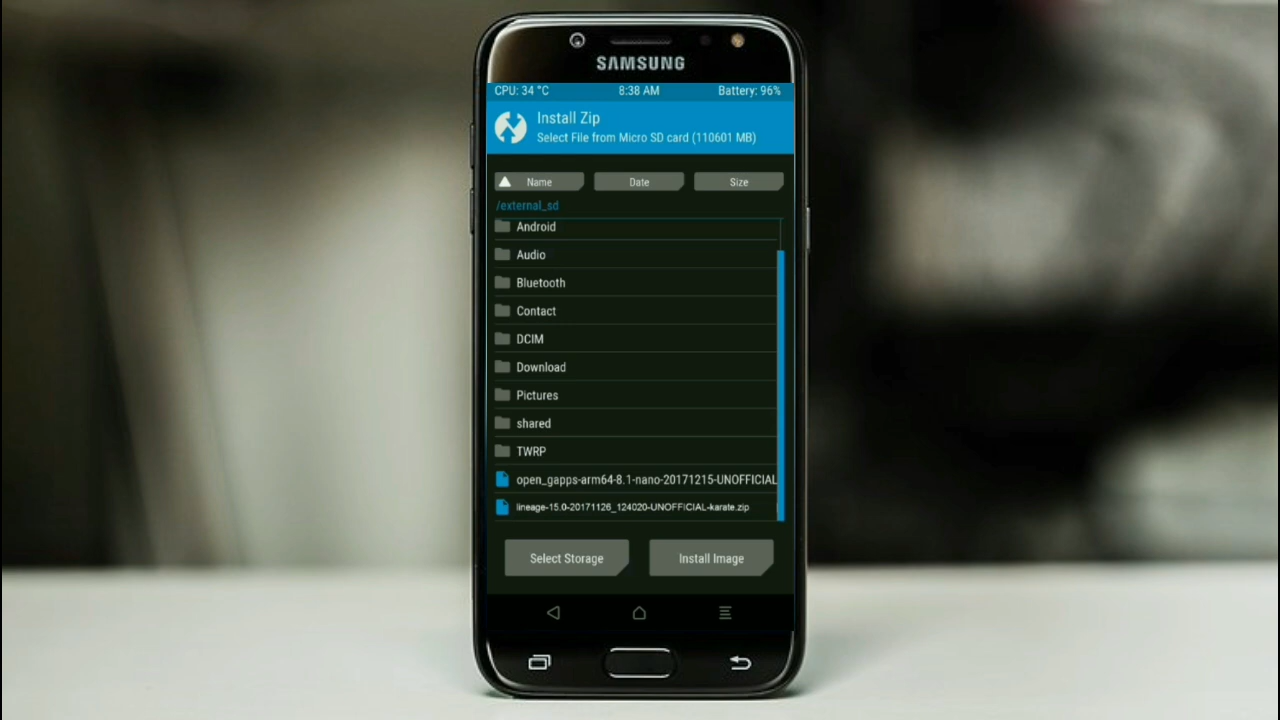 SAMSUNG
CPU: 34 °C 8:38 AM Battery: 96%
Install Zip
Select File from Micro SD card (110601 MB)
Name Date Size
/external_sd
Android
Audio
Bluetooth
Contact
DCIM
Download
Pictures
shared
TWRP
open_gapps-arm64-8.1-nano-20171215-UNOFFICIAL
lineage-15.0-20171126_124020-UNOFFICIAL-karate.zip
Select Storage Install Image